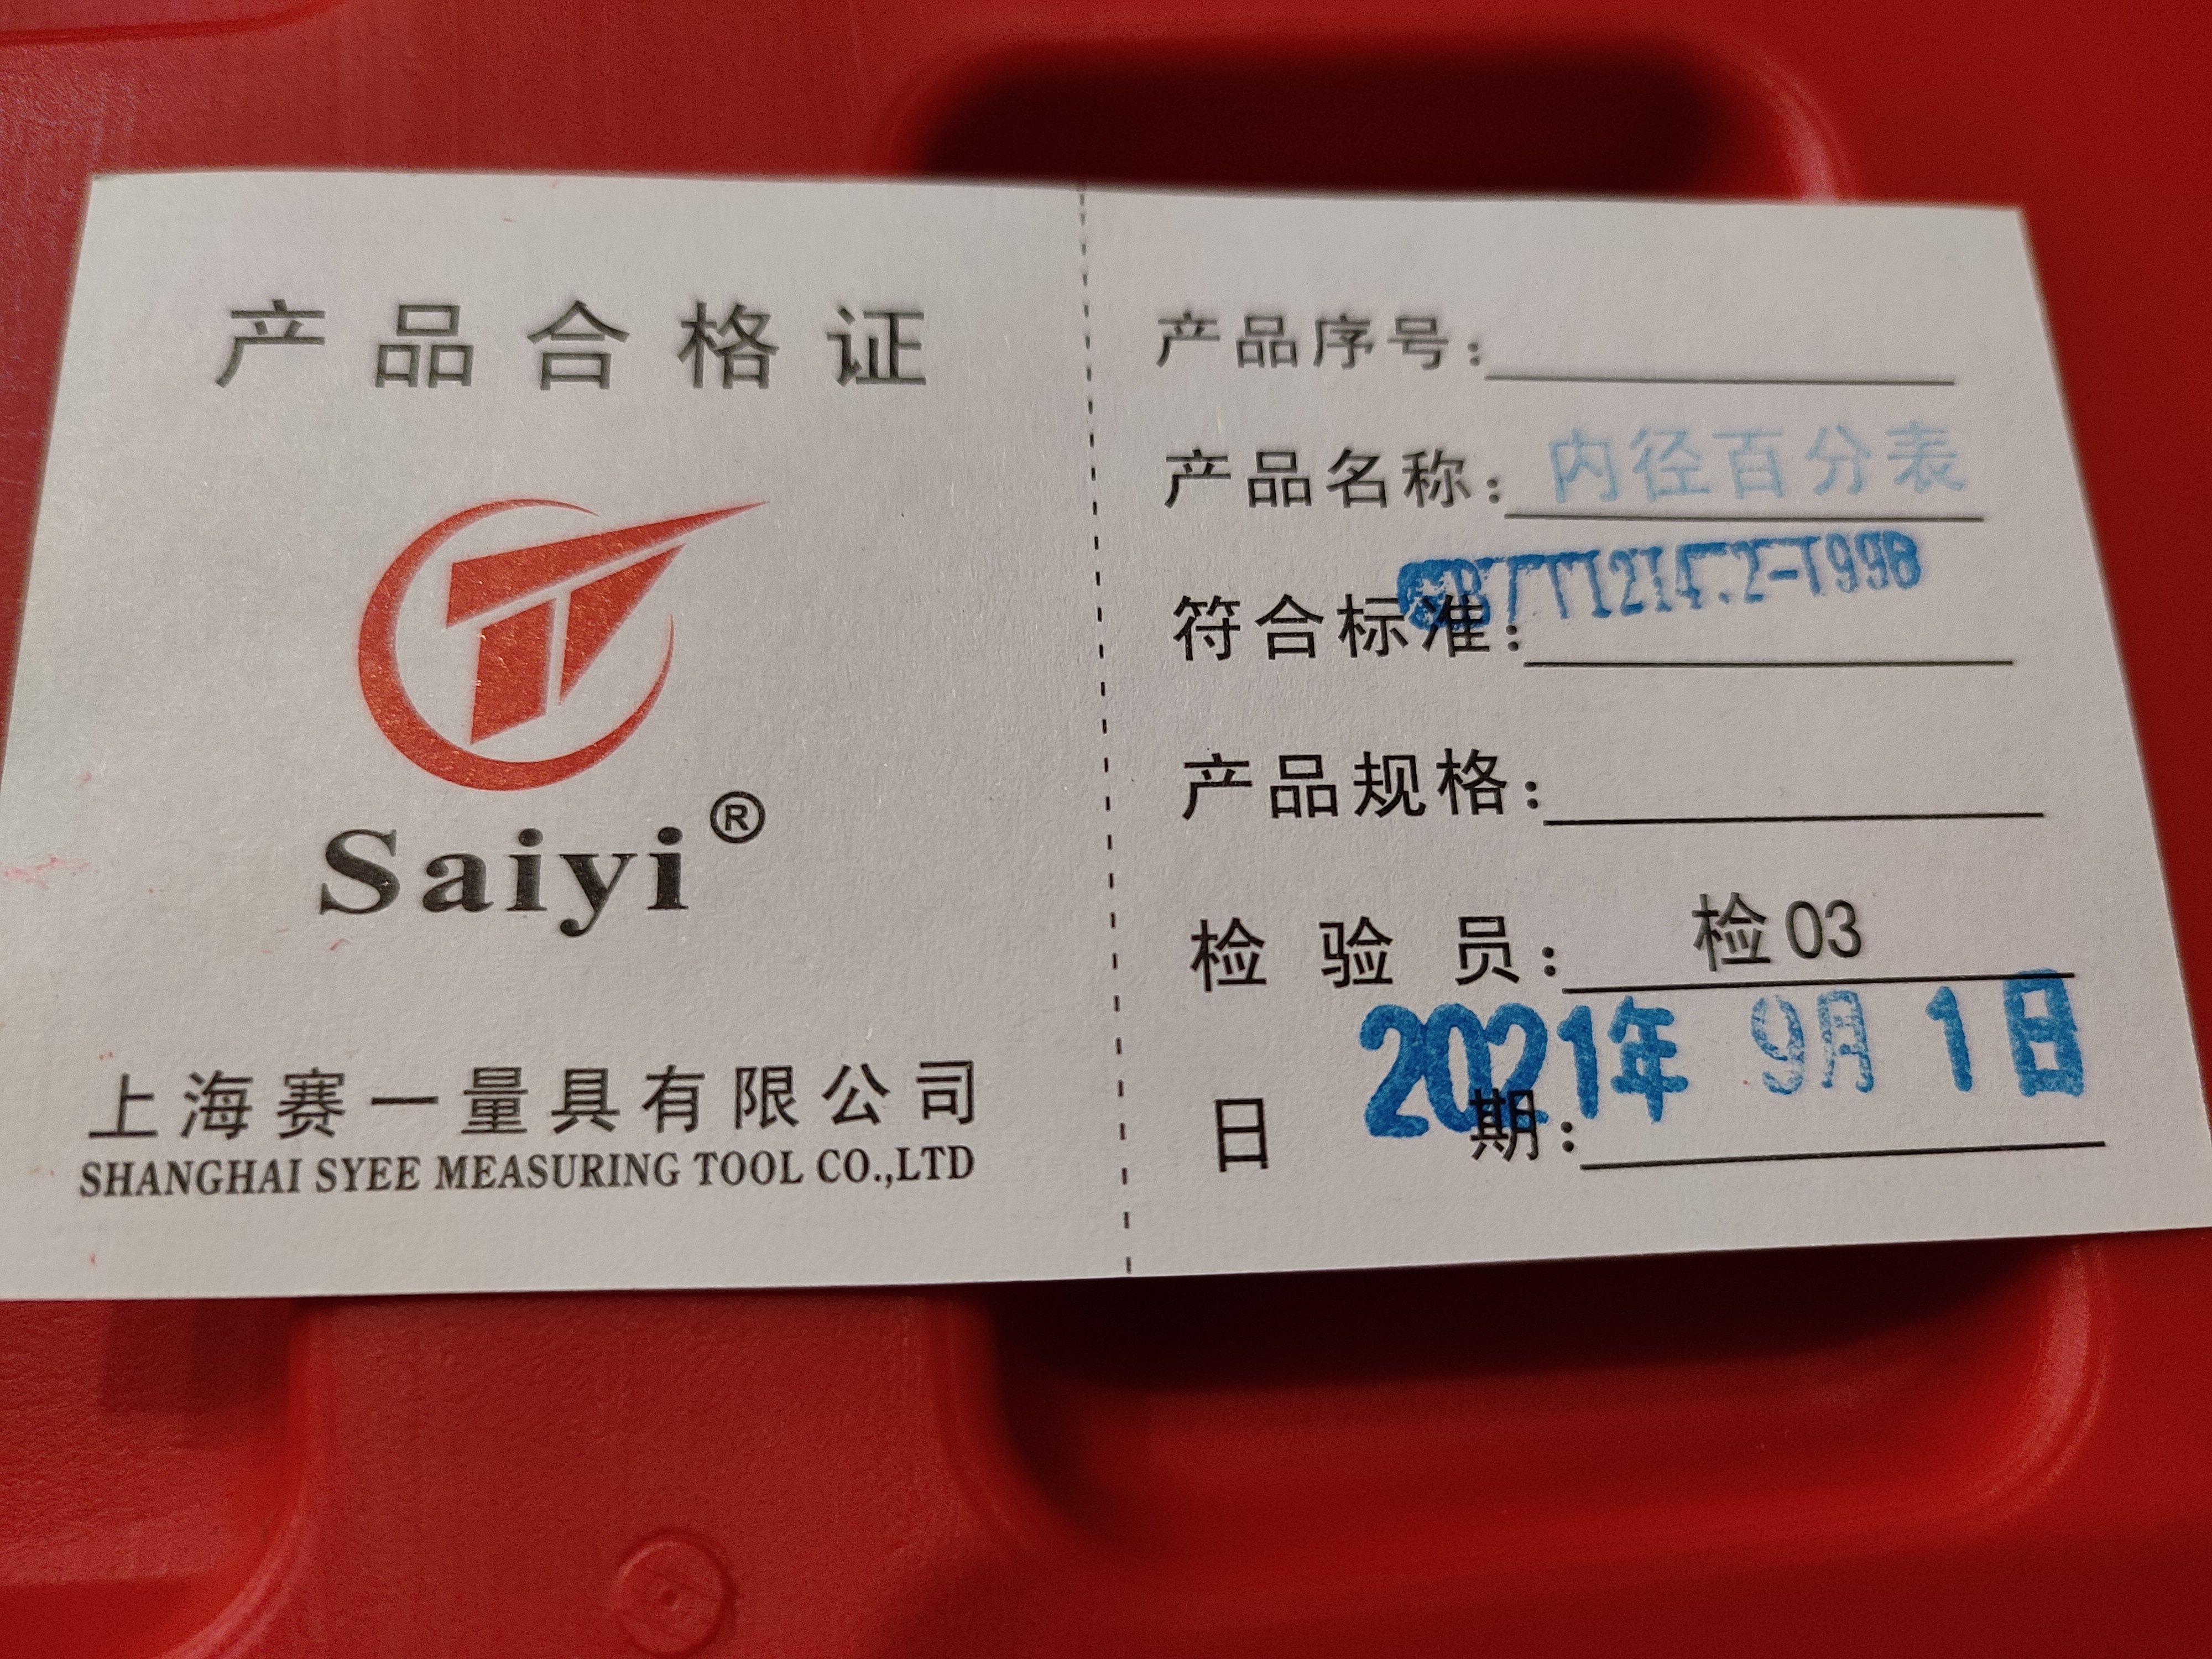 产品合格证
Saiyi®
上海赛一量具有限公司
SHANGHAI SYEE MEASURING TOOL CO.,LTD
产品序号：
产品名称：内径百分表
符合标准：
产品规格：
检验员：检03
日期：2021年 9月 1日